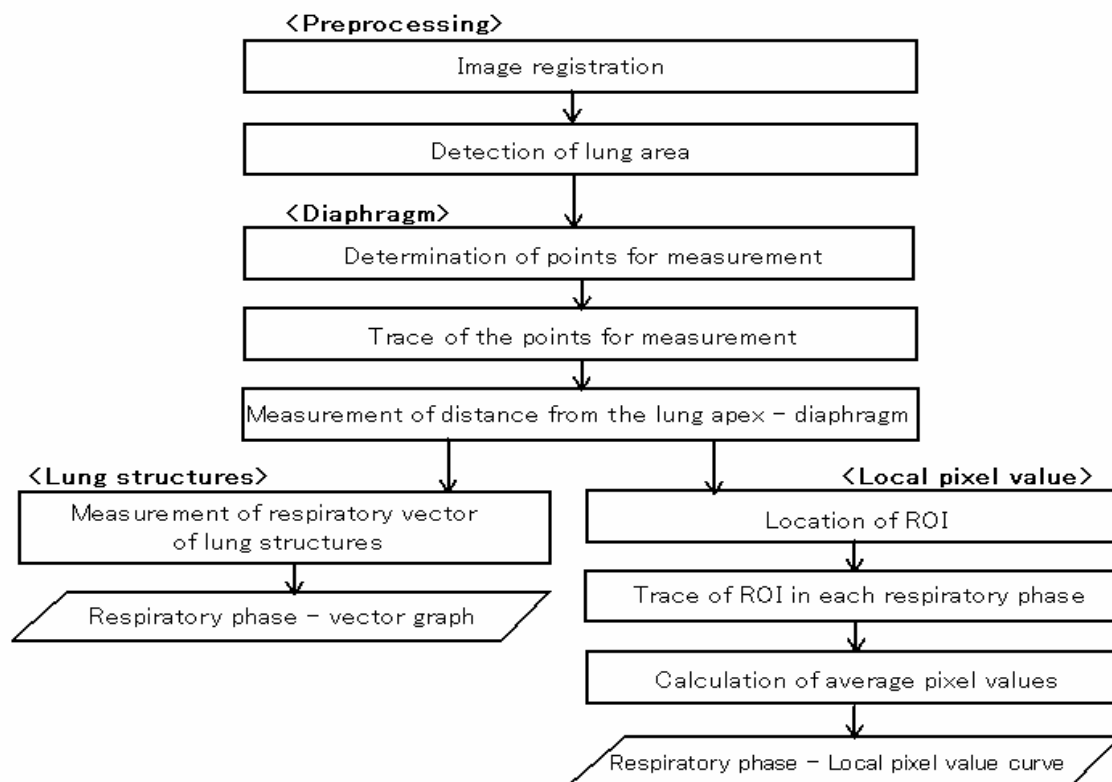 <Preprocessing>
Image registration
Detection of lung area
<Diaphragm>
Determination of points for measurement
Trace of the points for measurement
Measurement of distance from the lung apex – diaphragm
<Lung structures>
Measurement of respiratory vector
of lung structures
Respiratory phase – vector graph
<Local pixel value>
Location of ROI
Trace of ROI in each respiratory phase
Calculation of average pixel values
Respiratory phase – Local pixel value curve